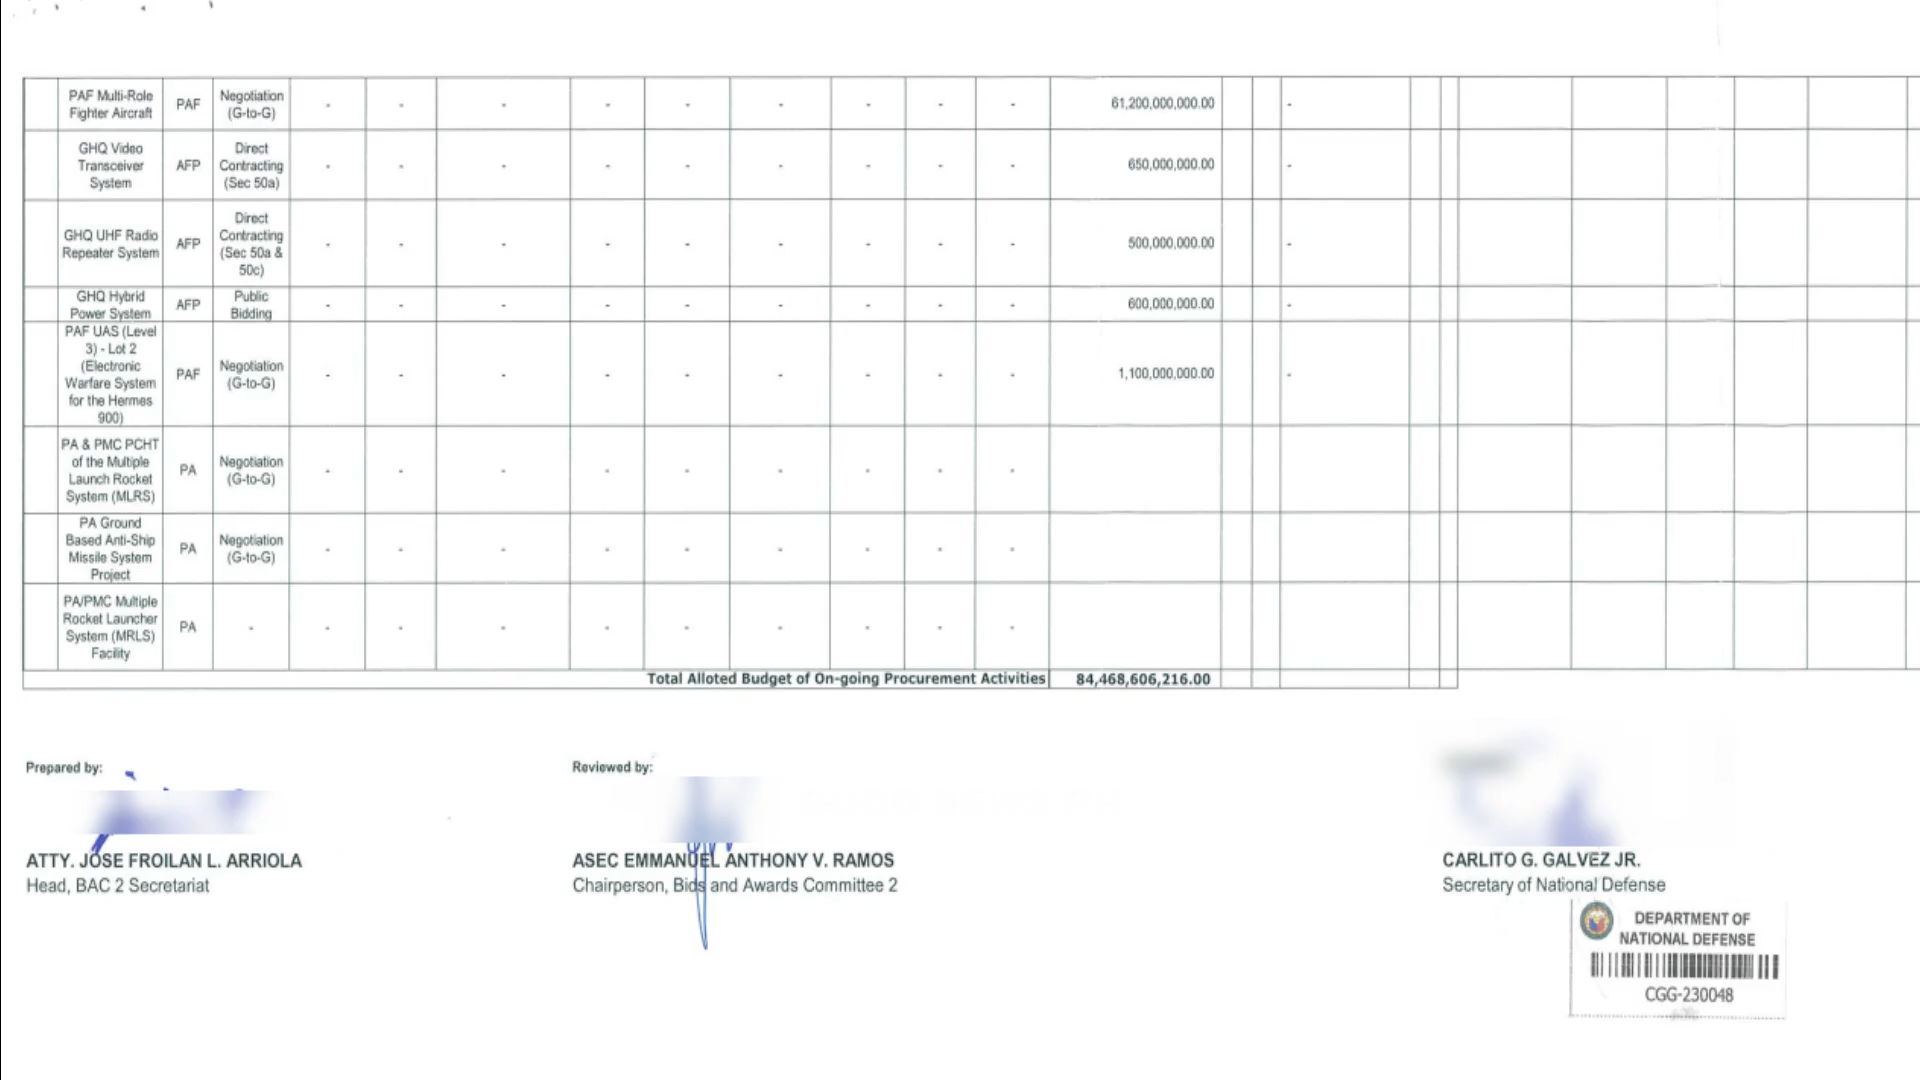 PAF Multi-Role
Fighter Aircraft
PAF
Negotiation
(G-to-G)
- - - - - - - - - -
61,200,000,000.00
-
GHQ Video
Transceiver
System
AFP
Direct
Contracting
(Sec 50a)
- - - - - - - - - -
650,000,000.00
-
GHQ UHF Radio
Repeater System
AFP
Direct
Contracting
(Sec 50a &
50c)
- - - - - - - - - -
500,000,000.00
-
GHQ Hybrid
Power System
AFP
Public
Bidding
- - - - - - - - - -
600,000,000.00
-
PAF UAS (Level
3) - Lot 2
(Electronic
Warfare System
for the Hermes
900)
PAF
Negotiation
(G-to-G)
- - - - - - - - - -
1,100,000,000.00
-
PA & PMC PCHT
of the Multiple
Launch Rocket
System (MLRS)
PA
Negotiation
(G-to-G)
- - - - - - - - - -
PA Ground
Based Anti-Ship
Missile System
Project
PA
Negotiation
(G-to-G)
- - - - - - - - - -
PA/PMC Multiple
Rocket Launcher
System (MRLS)
Facility
PA
-
- - - - - - - - - -
Total Alloted Budget of On-going Procurement Activities 84,468,606,216.00
Prepared by:
ATTY. JOSE FROILAN L. ARRIOLA
Head, BAC 2 Secretariat
Reviewed by:
ASEC EMMANUEL ANTHONY V. RAMOS
Chairperson, Bids and Awards Committee 2
CARLITO G. GALVEZ JR.
Secretary of National Defense
DEPARTMENT OF
NATIONAL DEFENSE
CGG-230048